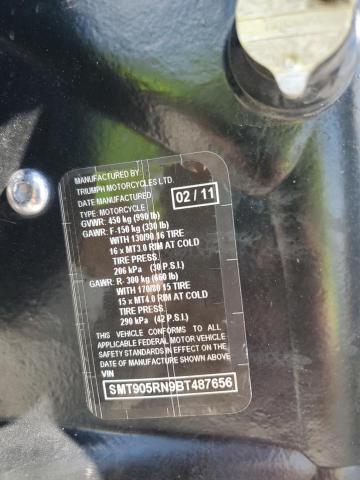 MANUFACTURED BY
TRIUMPH MOTORCYCLES LTD.
DATE MANUFACTURED 02 / 11
TYPE: MOTORCYCLE
GVWR: 450 kg (990 lb)
GAWR: F-150 kg (330 lb)
WITH 130/90 16 TIRE
16 x MT3.0 RIM AT COLD
TIRE PRESS.
206 kPa (30 P.S.I.)
GAWR: R- 300 kg (660 lb)
WITH 170/80 15 TIRE
15 x MT4.0 RIM AT COLD
TIRE PRESS.
290 kPa (42 P.S.I.)
THIS VEHICLE CONFORMS TO ALL
APPLICABLE FEDERAL MOTOR VEHICLE
SAFETY STANDARDS IN EFFECT ON THE
DATE OF MANUFACTURE SHOWN ABOVE
VIN
SMT905RN9BT487656